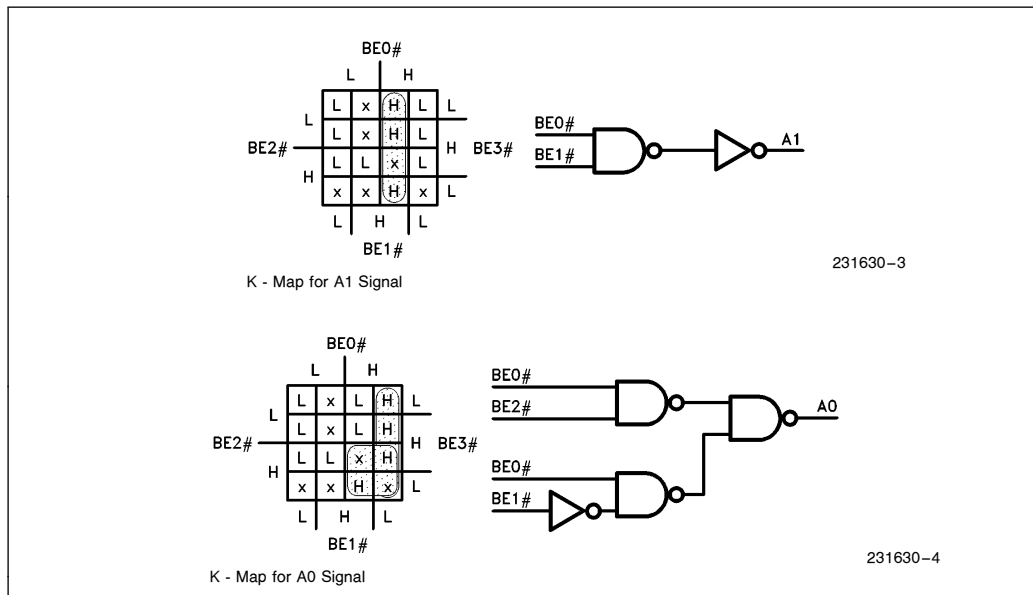 BE0#
L H
L x H L L
L
L x H L
BE2# H BE3#
L L x L
H
x x H x L
L H L
BE1#
K - Map for A1 Signal
BE0#
BE1#
A1
231630-3
BE0#
L H
L x L H L
L
L x L H
BE2# H BE3#
L L x H
H
x x H x L
L H L
BE1#
K - Map for A0 Signal
BE0#
BE2#
BE0#
BE1#
A0
231630-4